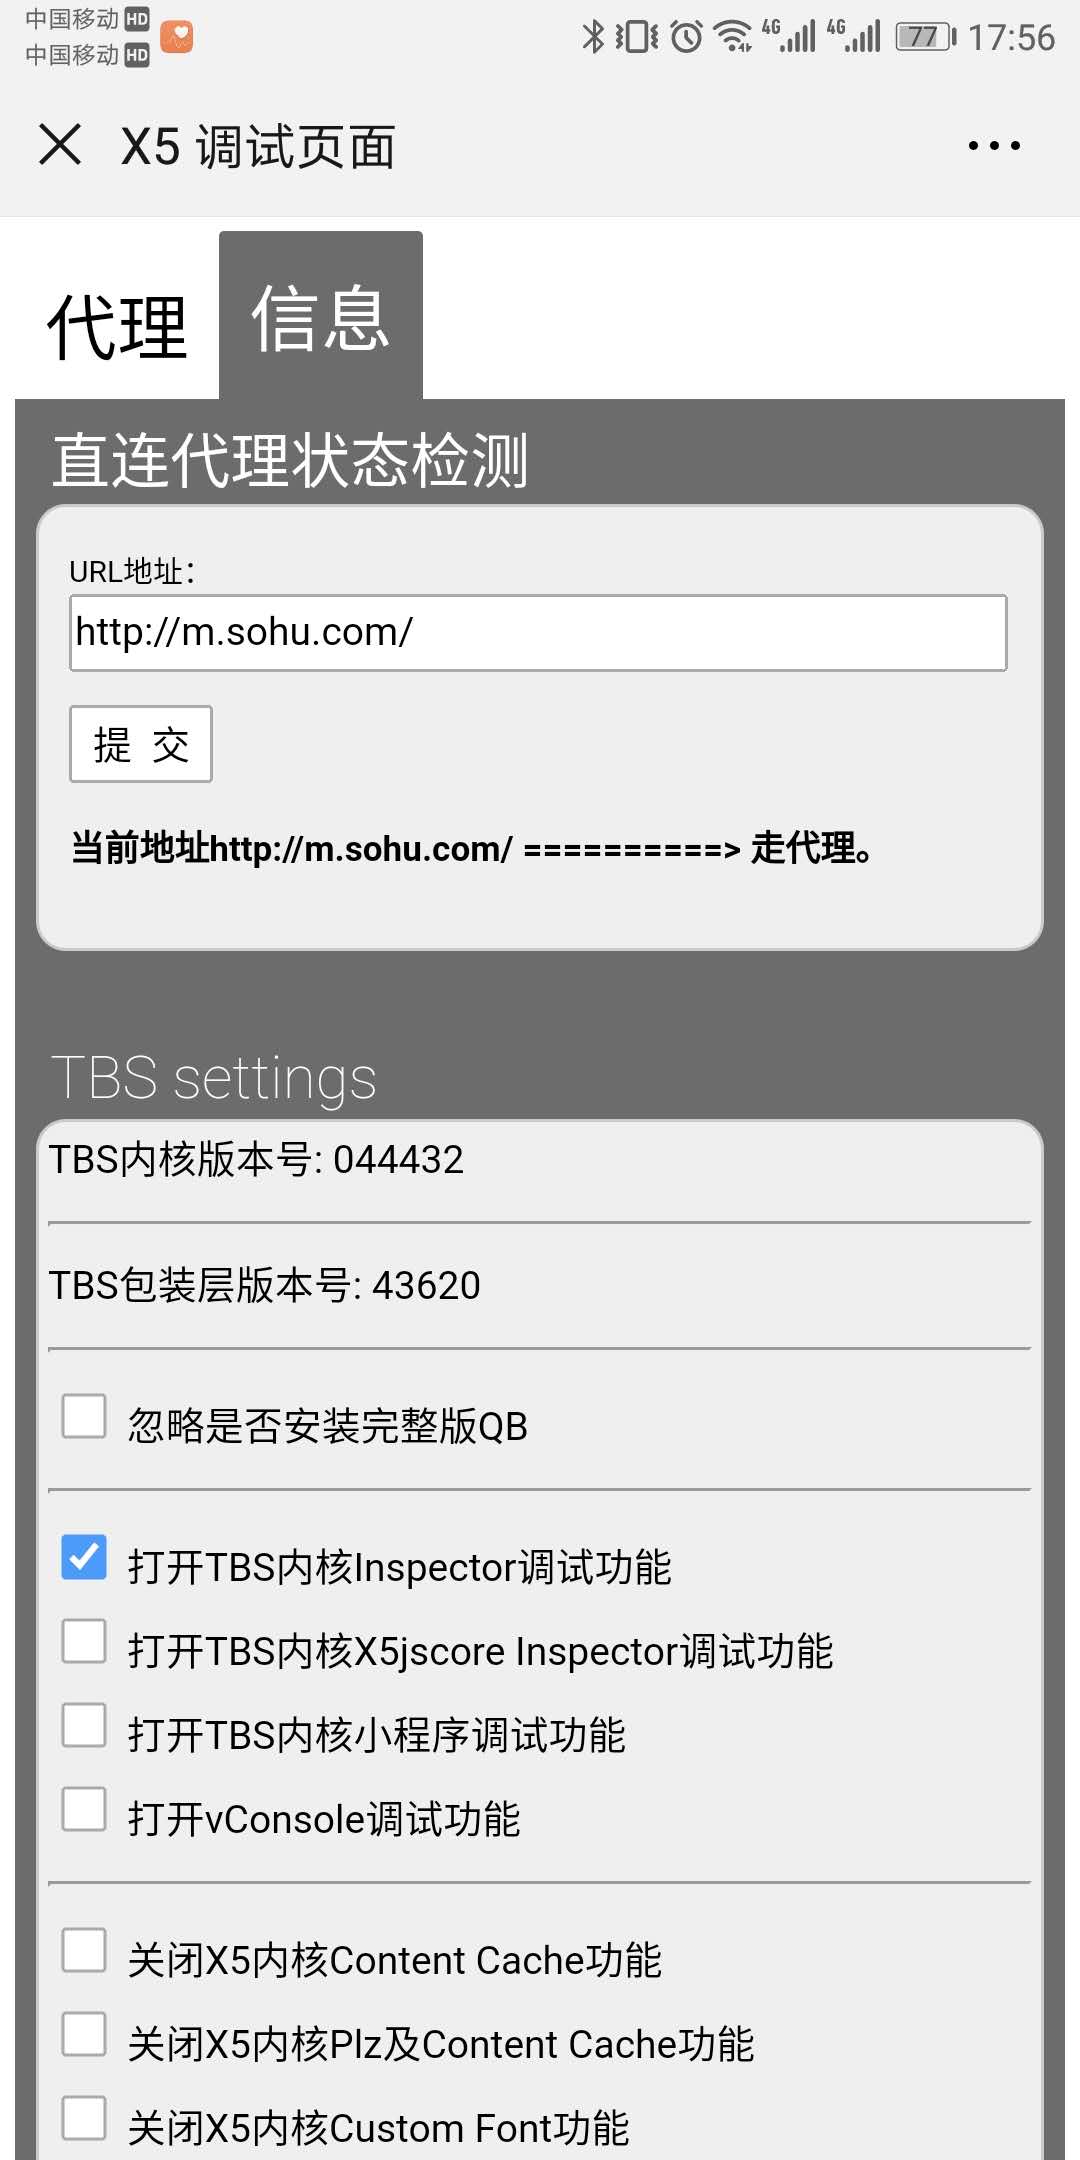 中国移动 HD
中国移动 HD
4G 4G 77 17:56
X5 调试页面
代理 信息
直连代理状态检测
URL地址：
http://m.sohu.com/
提 交
当前地址http://m.sohu.com/ ==========> 走代理。
TBS settings
TBS内核版本号: 044432
TBS包装层版本号: 43620
忽略是否安装完整版QB
打开TBS内核Inspector调试功能
打开TBS内核X5jscore Inspector调试功能
打开TBS内核小程序调试功能
打开vConsole调试功能
关闭X5内核Content Cache功能
关闭X5内核Plz及Content Cache功能
关闭X5内核Custom Font功能